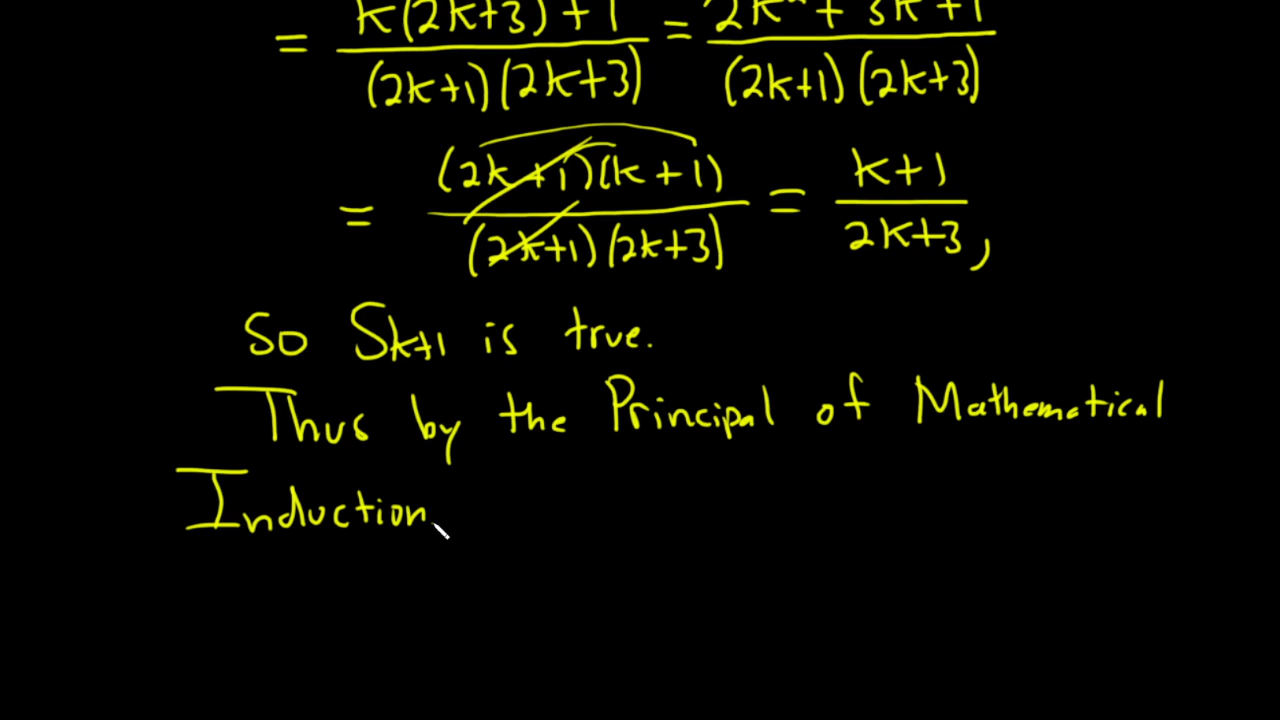 = k(2k+3)+1 / (2k+1)(2k+3) = 2k² + 3k+1 / (2k+1)(2k+3)
= (2k+1)(k+1) / (2k+1)(2k+3) = k+1 / 2k+3,
So Sk+1 is true.
Thus by the Principal of Mathematical
Induction